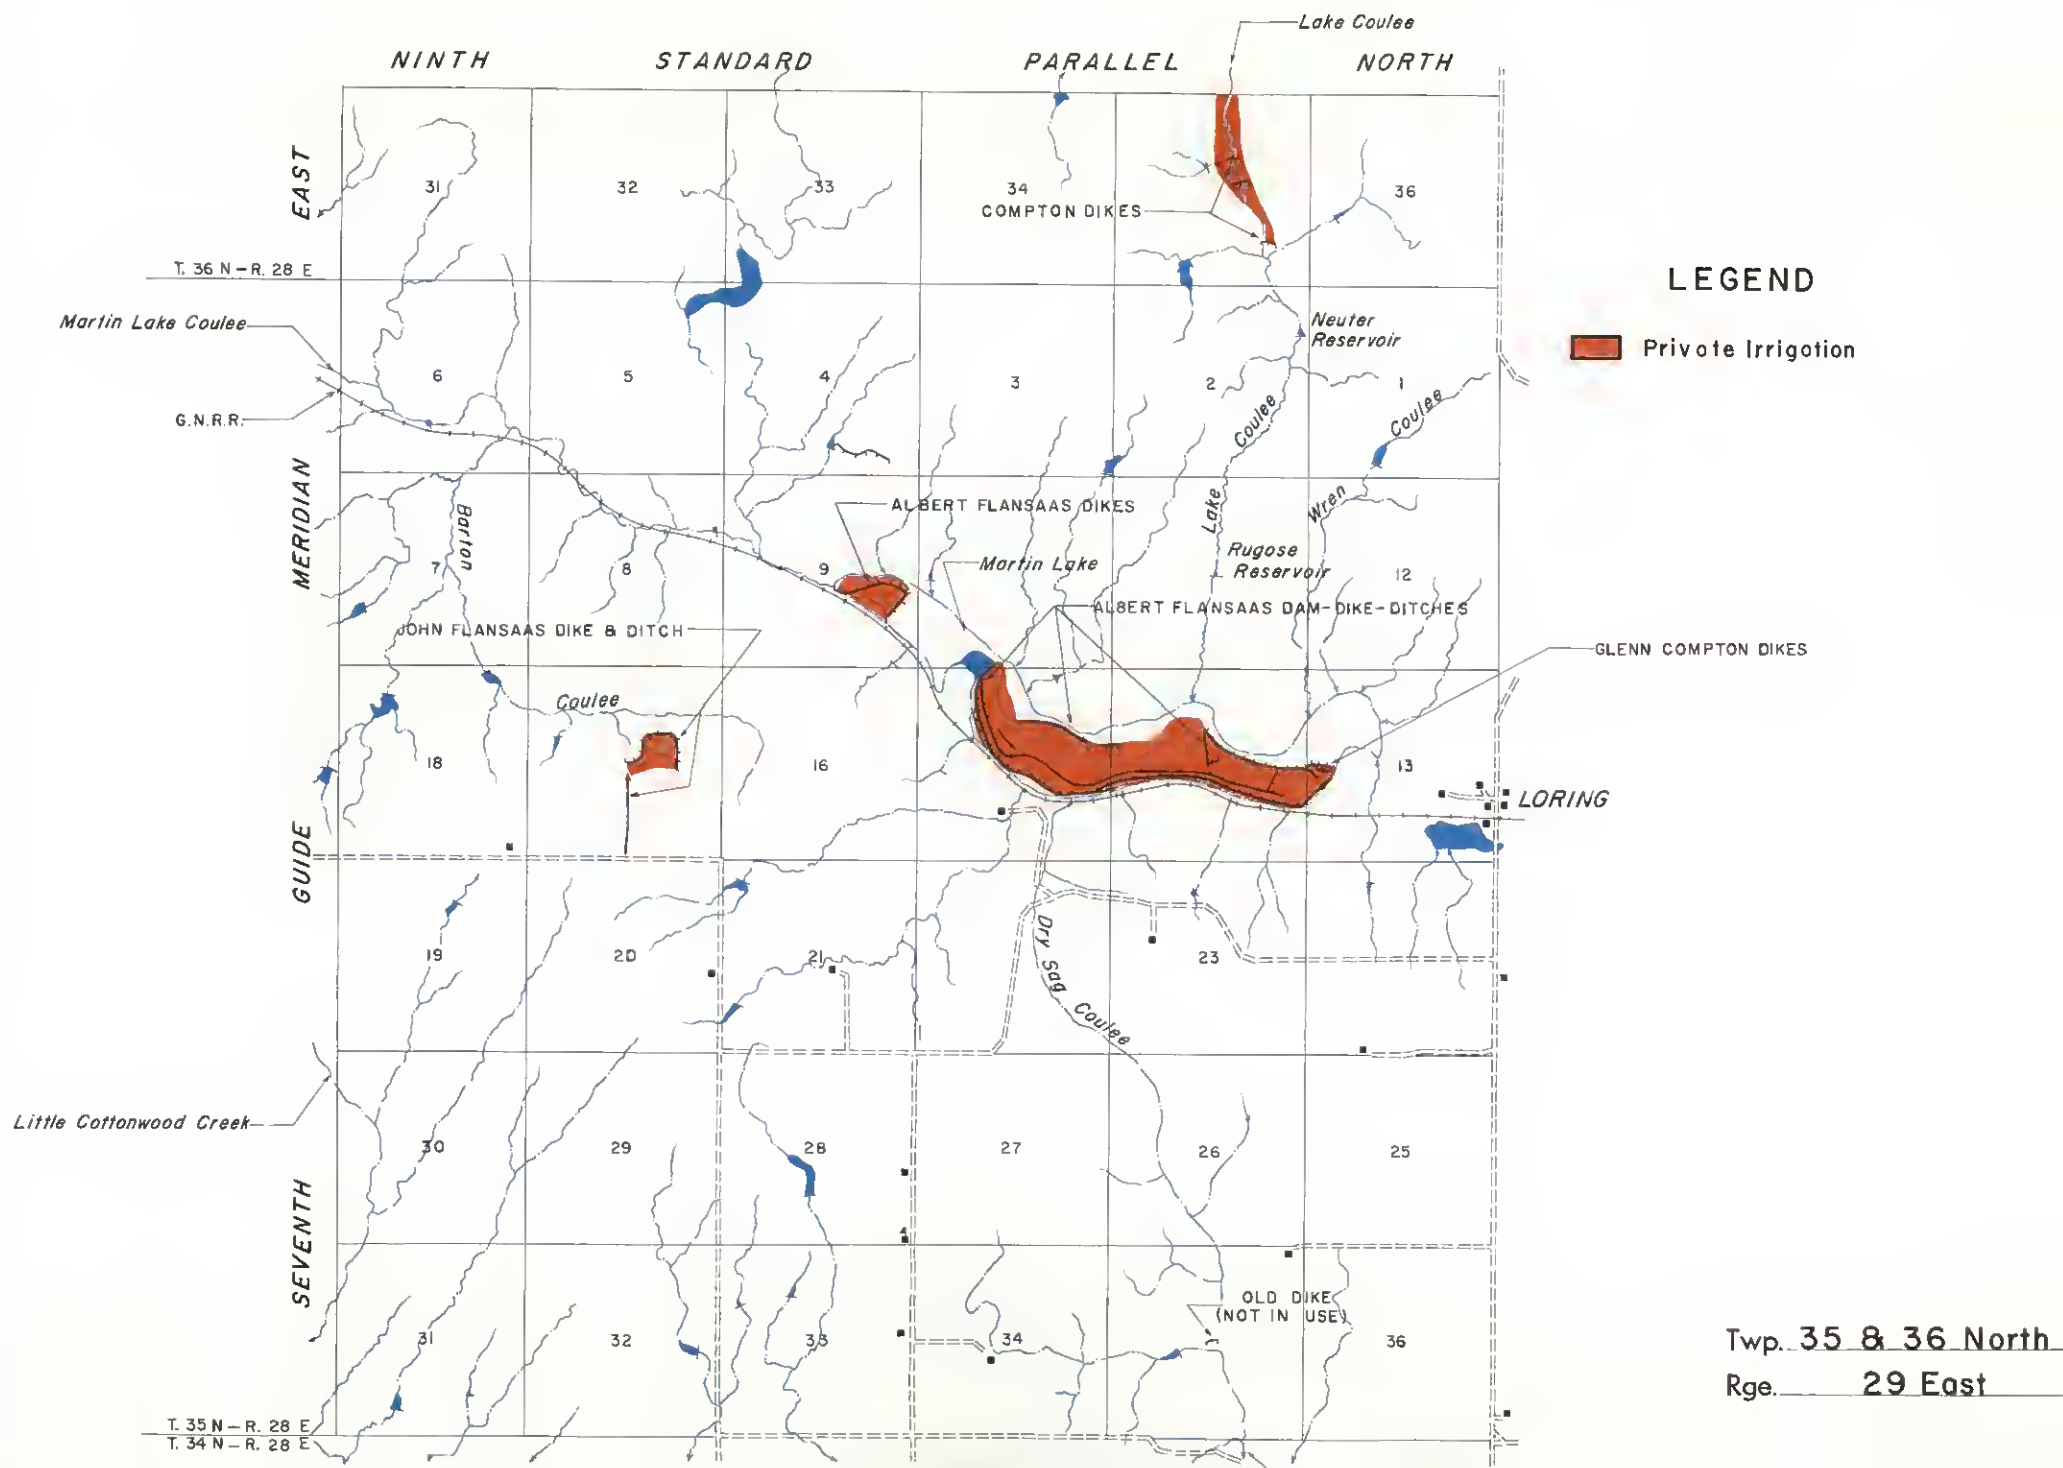 Lake Coulee
NINTH STANDARD PARALLEL NORTH
EAST
31
32
33
34
36
COMPTON DIKES
T. 36 N – R. 28 E
LEGEND
Private Irrigation
Martin Lake Coulee
Neuter
Reservoir
6
5
4
3
2
1
G.N.R.R.
Lake Coulee
Wren Coulee
MERIDIAN
ALBERT FLANSAAS DIKES
Barton
Coulee
7
8
9
Martin Lake
Rugose
Reservoir
12
JOHN FLANSAAS DIKE & DITCH
ALBERT FLANSAAS DAM-DIKE-DITCHES
GLENN COMPTON DIKES
18
16
13
LORING
GUIDE
19
20
21
23
Dry Sag Coulee
Little Cottonwood Creek
30
29
28
27
26
25
SEVENTH
OLD DIKE
(NOT IN USE)
31
32
33
34
36
T. 35 N – R. 28 E
T. 34 N – R. 28 E
Twp. 35 & 36 North
Rge. 29 East